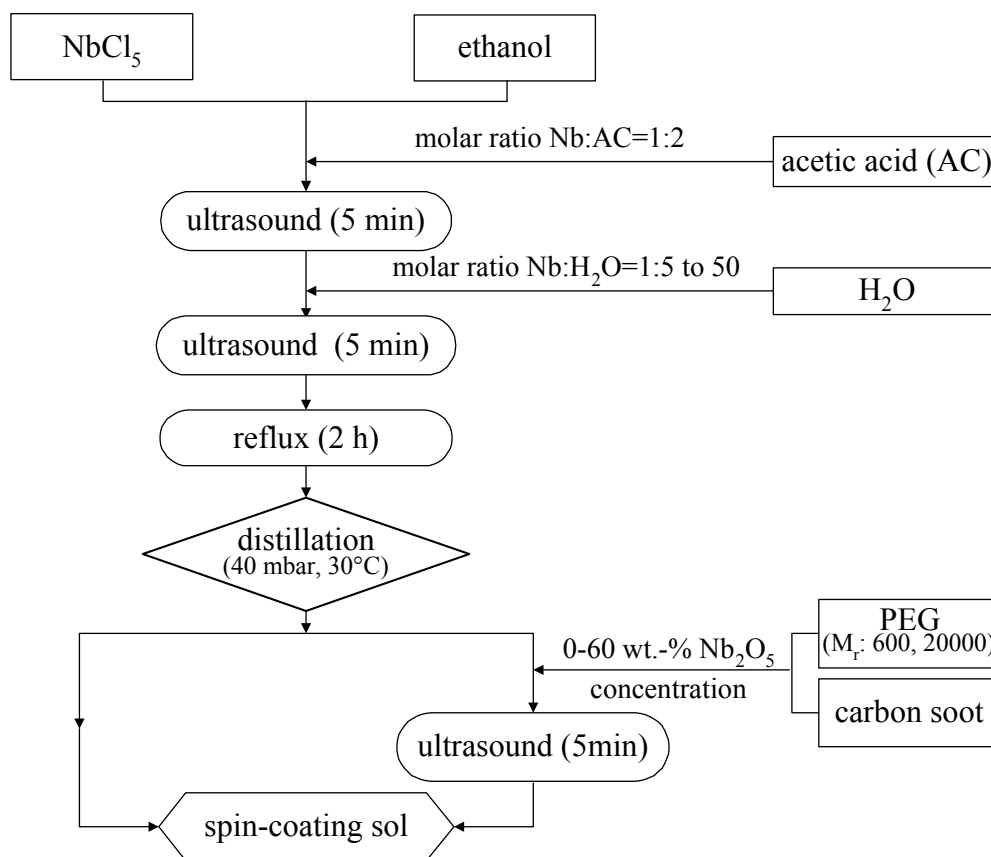 NbCl₅
ethanol
molar ratio Nb:AC=1:2
acetic acid (AC)
ultrasound (5 min)
molar ratio Nb:H₂O=1:5 to 50
H₂O
ultrasound (5 min)
reflux (2 h)
distillation
(40 mbar, 30°C)
PEG
(Mᵣ: 600, 20000)
0-60 wt.-% Nb₂O₅
concentration
carbon soot
ultrasound (5min)
spin-coating sol